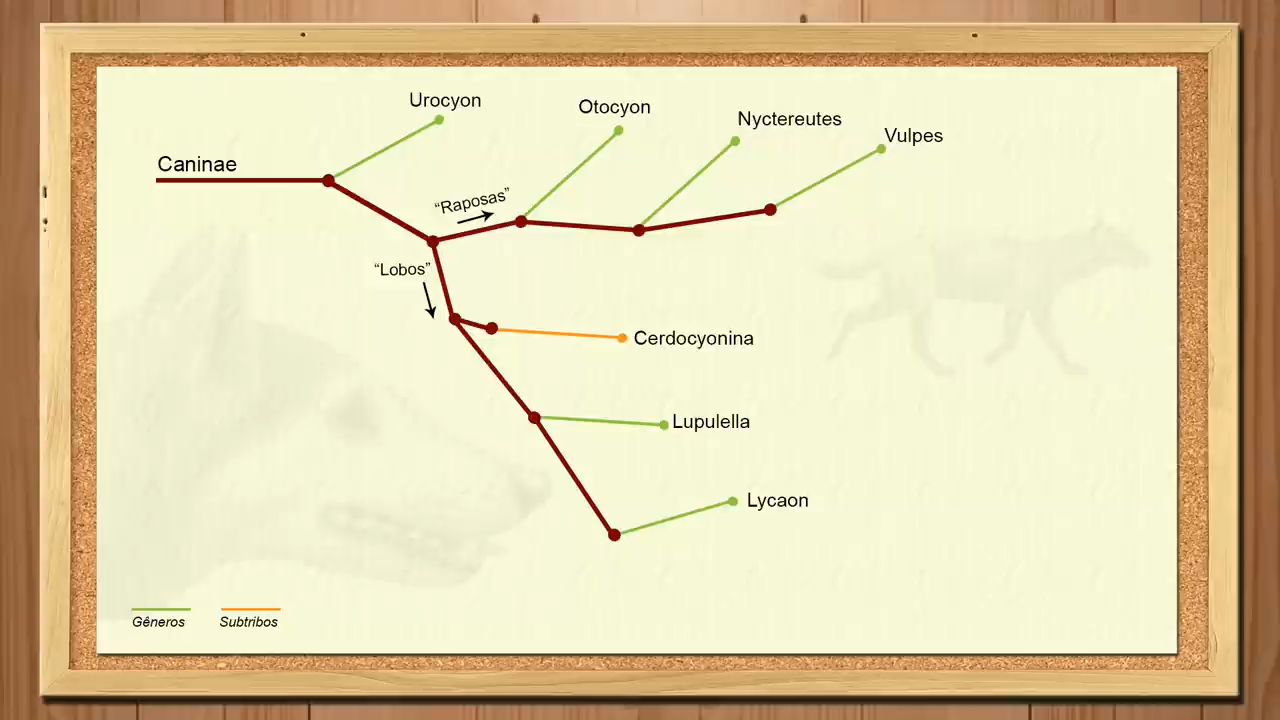 Urocyon
Otocyon
Nyctereutes
Vulpes
Caninae
“Raposas”
“Lobos”
Cerdocyonina
Lupulella
Lycaon
Gêneros
Subtribos